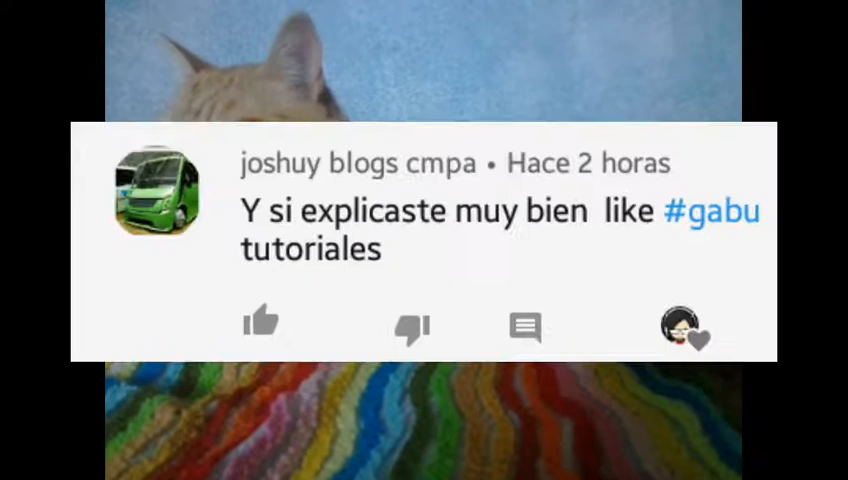 joshuy blogs cmpa • Hace 2 horas
Y si explicaste muy bien like #gabu
tutoriales